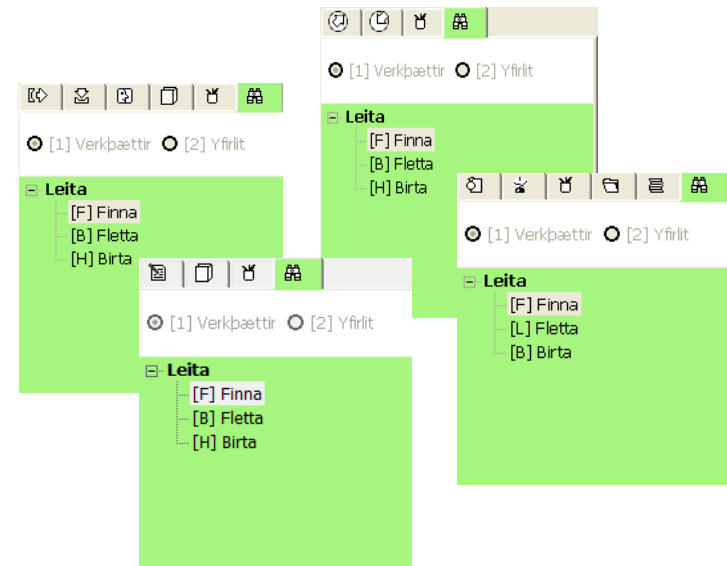 [1] Verkþættir [2] Yfirlit
Leita
[F] Finna
[B] Fletta
[H] Birta
[1] Verkþættir [2] Yfirlit
Leita
[F] Finna
[B] Fletta
[H] Birta
[1] Verkþættir [2] Yfirlit
Leita
[F] Finna
[B] Fletta
[H] Birta
[1] Verkþættir [2] Yfirlit
Leita
[F] Finna
[L] Fletta
[B] Birta